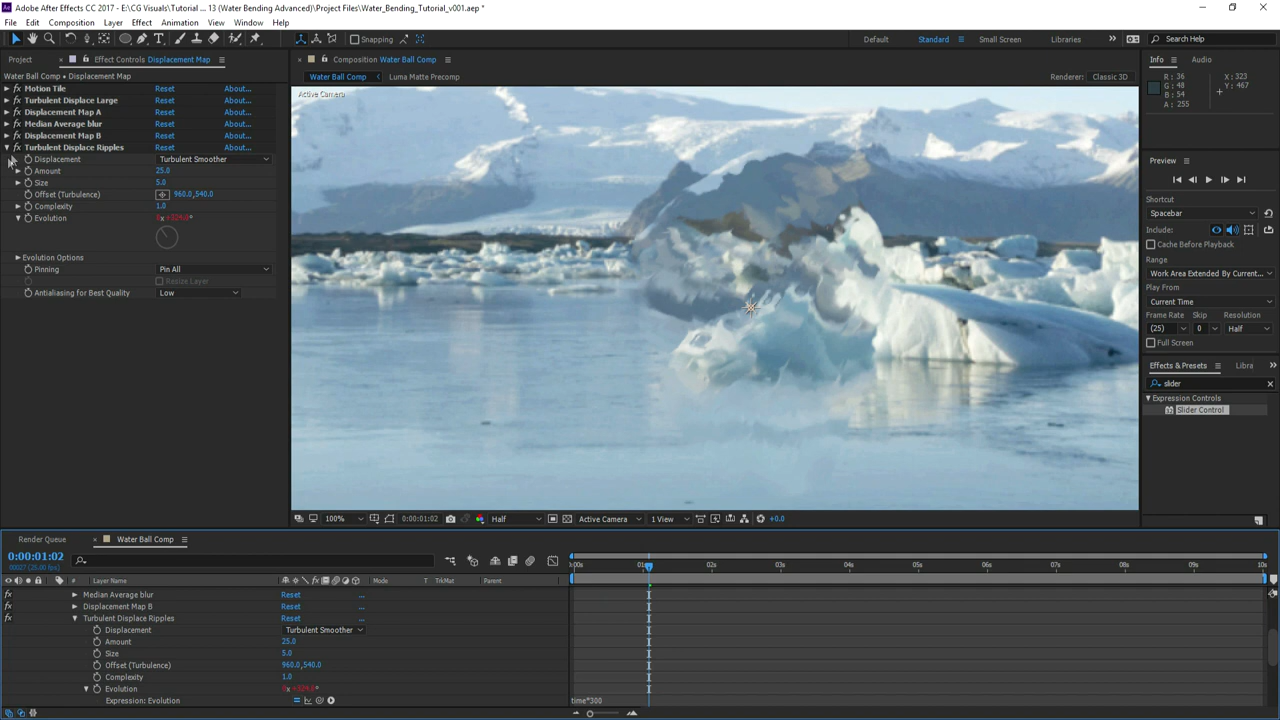 Adobe After Effects CC 2017 - E:\CG Visuals\Tutorial ... 13 (Water Bending Advanced)\Project Files\Water_Bending_Tutorial_v001.aep *
File Edit Composition Layer Effect Animation View Window Help
Snapping Default Standard Small Screen Libraries Search Help
Project Effect Controls Displacement Map Composition Water Ball Comp Info Audio
Water Ball Comp • Displacement Map Water Ball Comp Luma Matte Precomp Renderer: Classic 3D
Motion Tile Reset About...
Turbulent Displace Large Reset About...
Displacement Map A Reset About...
Median Average blur Reset About...
Displacement Map B Reset About...
Turbulent Displace Ripples Reset About...
Displacement Turbulent Smoother
Amount 25.0
Size 5.0
Offset (Turbulence) 960.0,540.0
Complexity 1.0
Evolution
Evolution Options
Pinning Pin All
Resize Layer
Antialiasing for Best Quality Low
Active Camera
R: 36 X: 323
G: 48 Y: 467
B: 54
A: 255
Preview
Shortcut
Spacebar
Include:
Cache Before Playback
Range
Work Area Extended By Current...
Play From
Current Time
Frame Rate Skip Resolution
(25) 0 Half
Full Screen
Effects & Presets Libra
slider
Expression Controls
Slider Control
100% 0:00:01:02 Half Active Camera 1 View +0.0
Render Queue Water Ball Comp
0:00:01:02
00027 (25.00 fps)
:00s 01s 02s 03s 04s 05s 06s 07s 08s 09s 10s
# Layer Name Mode T TrkMat Parent
Median Average blur Reset ...
Displacement Map B Reset ...
Turbulent Displace Ripples Reset ...
Displacement Turbulent Smoother
Amount 25.0
Size 5.0
Offset (Turbulence) 960.0,540.0
Complexity 1.0
Evolution
Expression: Evolution time*300